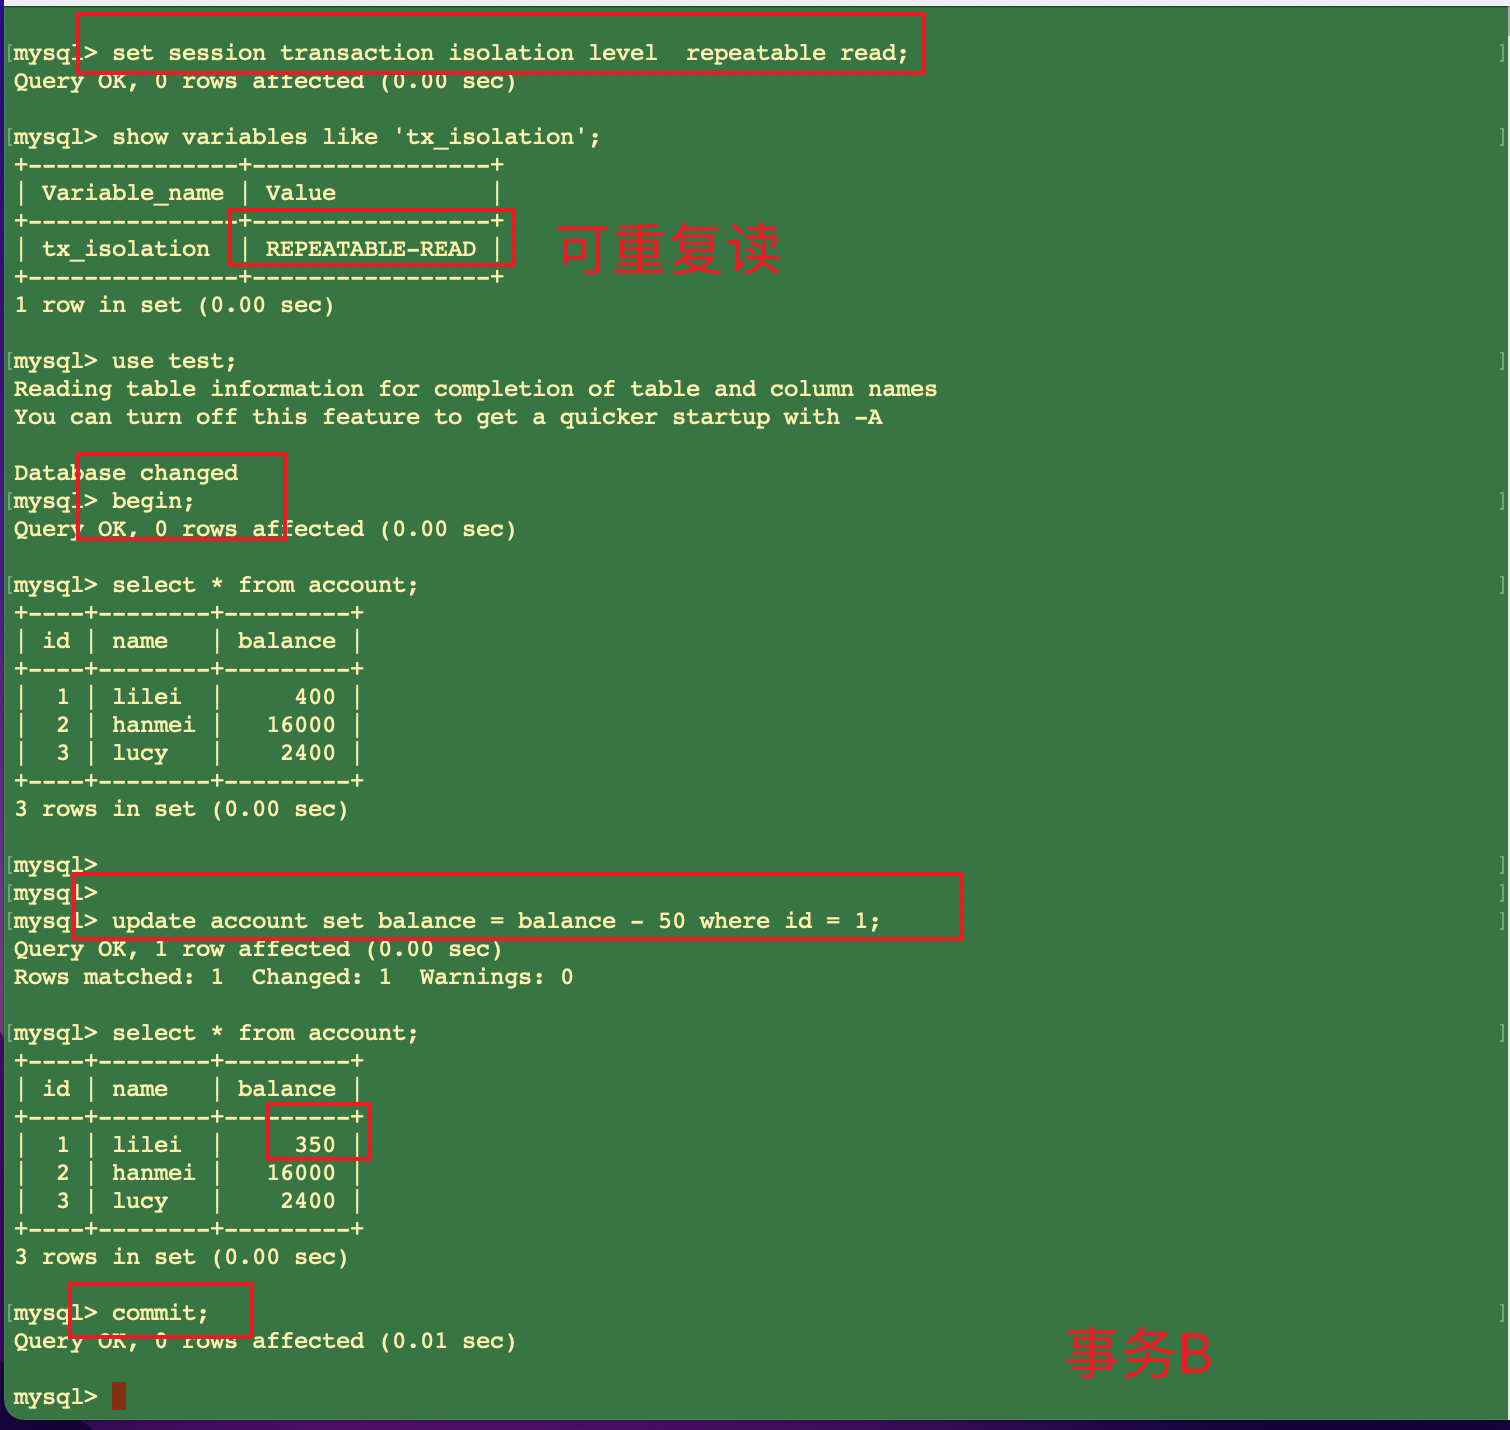 mysql> set session transaction isolation level  repeatable read;
Query OK, 0 rows affected (0.00 sec)
mysql> show variables like 'tx_isolation';
+---------------+-----------------+
| Variable_name | Value           |
+---------------+-----------------+
| tx_isolation  | REPEATABLE-READ |
可重复读
+---------------+-----------------+
1 row in set (0.00 sec)
mysql> use test;
Reading table information for completion of table and column names
You can turn off this feature to get a quicker startup with -A
Database changed
mysql> begin;
Query OK, 0 rows affected (0.00 sec)
mysql> select * from account;
+----+--------+---------+
| id | name   | balance |
+----+--------+---------+
|  1 | lilei  |     400 |
|  2 | hanmei |   16000 |
|  3 | lucy   |    2400 |
+----+--------+---------+
3 rows in set (0.00 sec)
mysql>
mysql>
mysql> update account set balance = balance - 50 where id = 1;
Query OK, 1 row affected (0.00 sec)
Rows matched: 1  Changed: 1  Warnings: 0
mysql> select * from account;
+----+--------+---------+
| id | name   | balance |
+----+--------+---------+
|  1 | lilei  |     350 |
|  2 | hanmei |   16000 |
|  3 | lucy   |    2400 |
+----+--------+---------+
3 rows in set (0.00 sec)
mysql> commit;
Query OK, 0 rows affected (0.01 sec)
事务B
mysql>